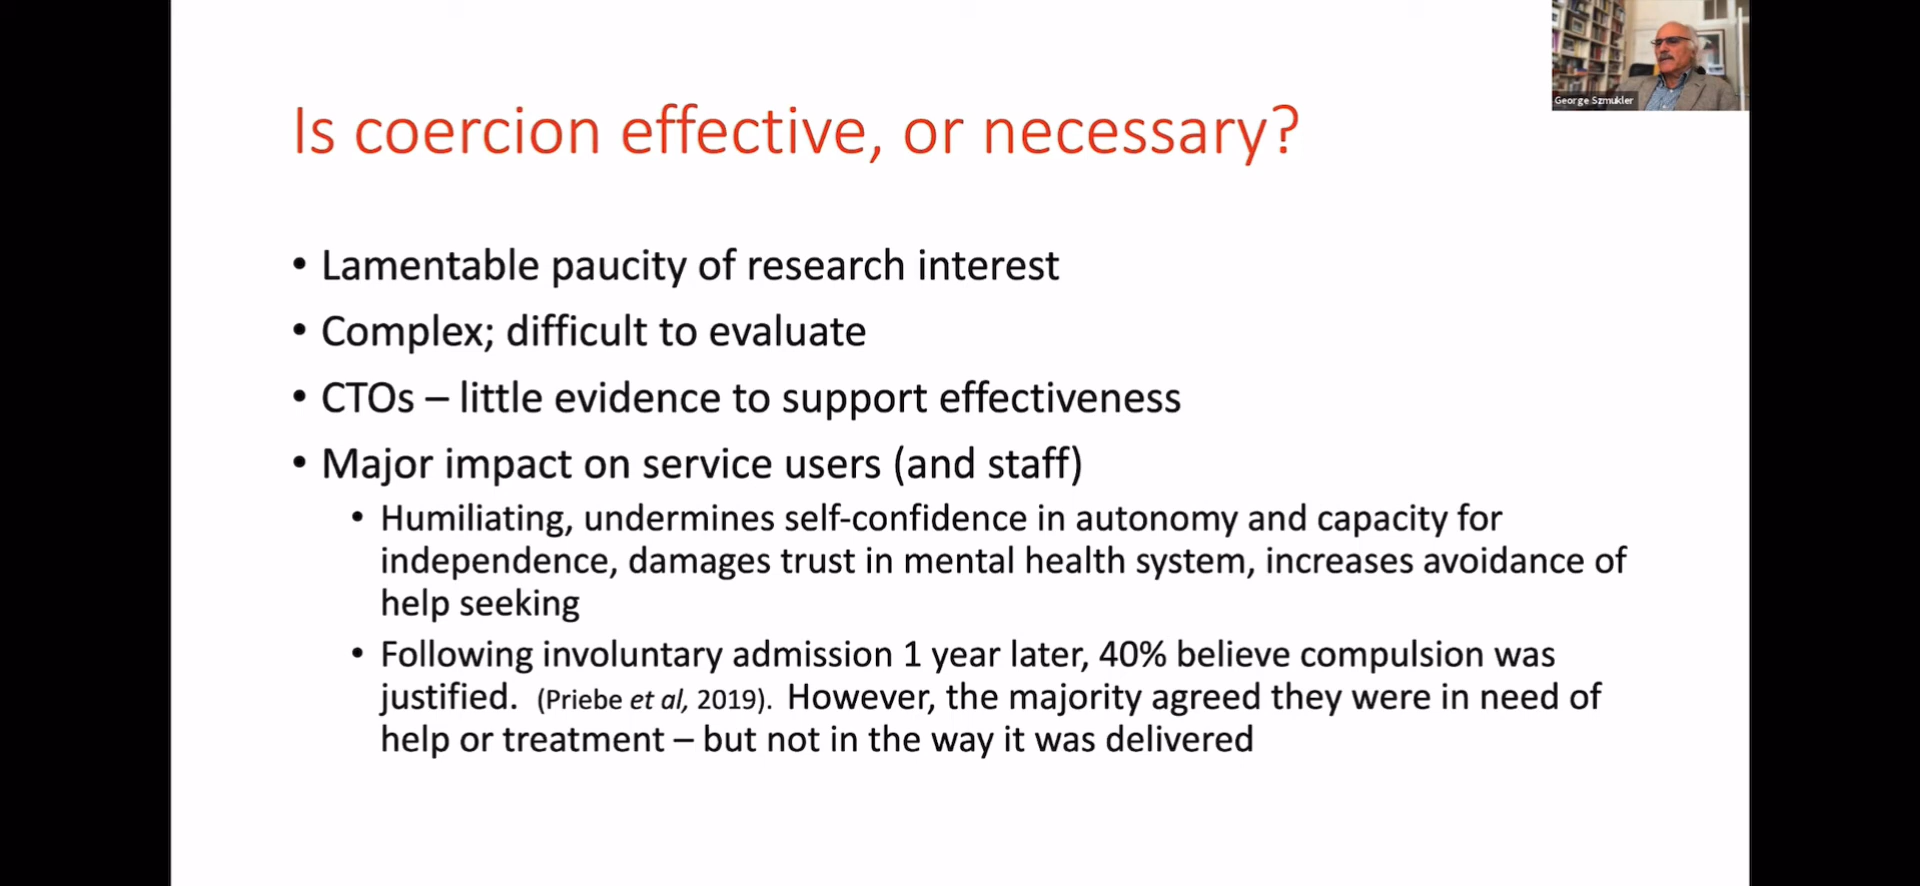 George Szmukler
Is coercion effective, or necessary?
• Lamentable paucity of research interest
• Complex; difficult to evaluate
• CTOs – little evidence to support effectiveness
• Major impact on service users (and staff)
• Humiliating, undermines self-confidence in autonomy and capacity for
independence, damages trust in mental health system, increases avoidance of
help seeking
• Following involuntary admission 1 year later, 40% believe compulsion was
justified. (Priebe et al, 2019). However, the majority agreed they were in need of
help or treatment – but not in the way it was delivered